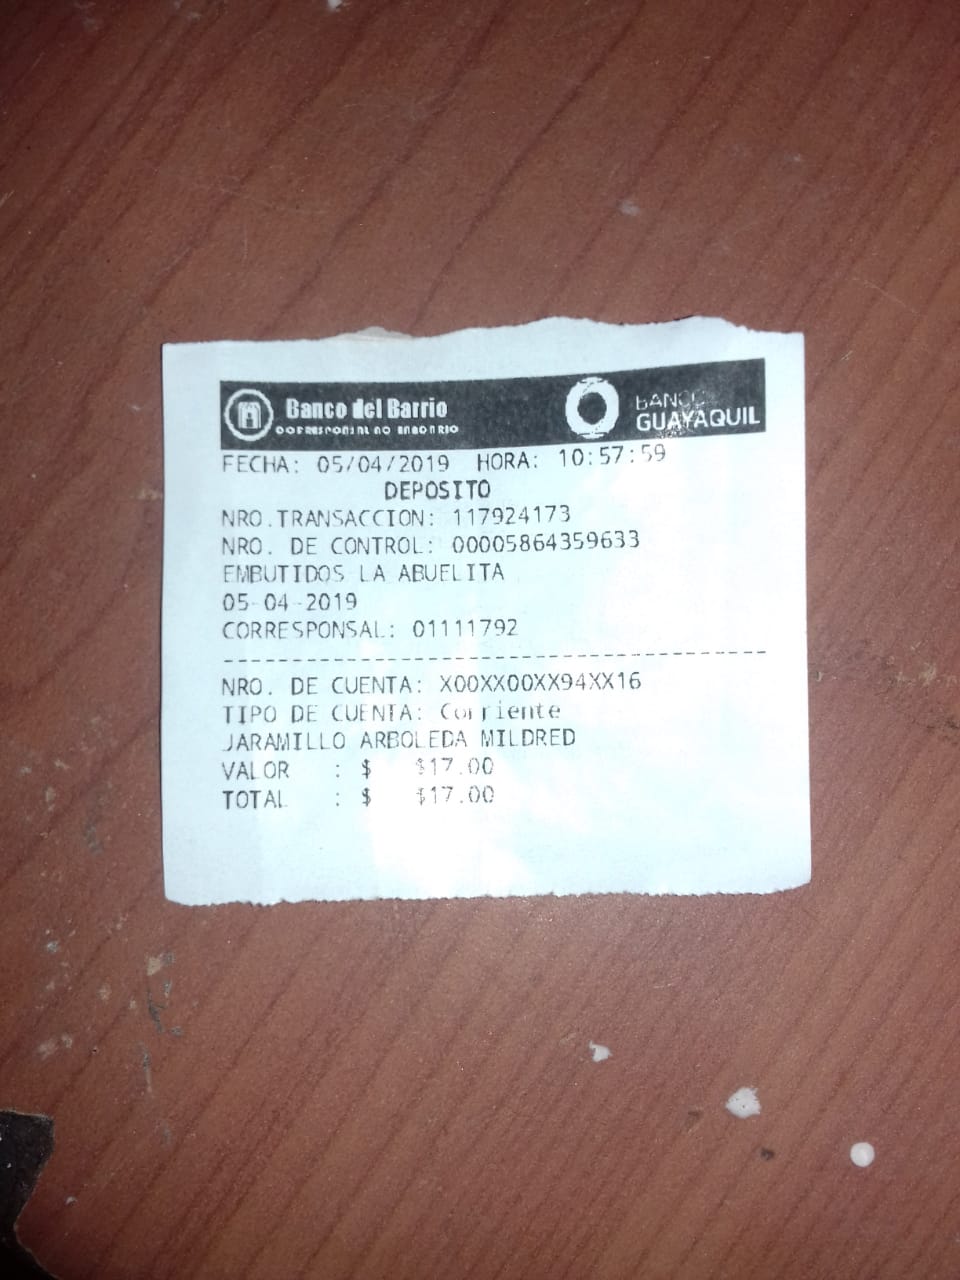 Banco del Barrio
CORRESPONSAL NO BANCARIO
BANCO
GUAYAQUIL
FECHA: 05/04/2019 HORA: 10:57:59
DEPOSITO
NRO.TRANSACCION: 117924173
NRO. DE CONTROL: 00005864359633
EMBUTIDOS LA ABUELITA
05-04-2019
CORRESPONSAL: 01111792
NRO. DE CUENTA: X00XX00XX94XX16
TIPO DE CUENTA: Corriente
JARAMILLO ARBOLEDA MILDRED
VALOR : $ $17.00
TOTAL : $ $17.00